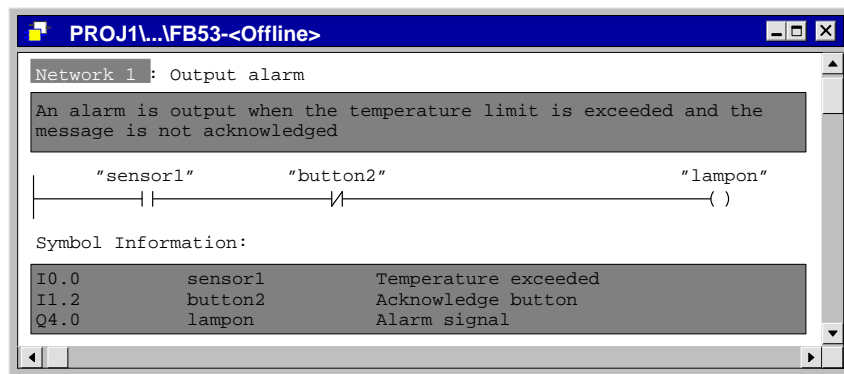 PROJ1\...\FB53-<Offline>
Network 1 : Output alarm
An alarm is output when the temperature limit is exceeded and the
message is not acknowledged
"sensor1" "button2" "lampon"
Symbol Information:
I0.0 sensor1 Temperature exceeded
I1.2 button2 Acknowledge button
Q4.0 lampon Alarm signal